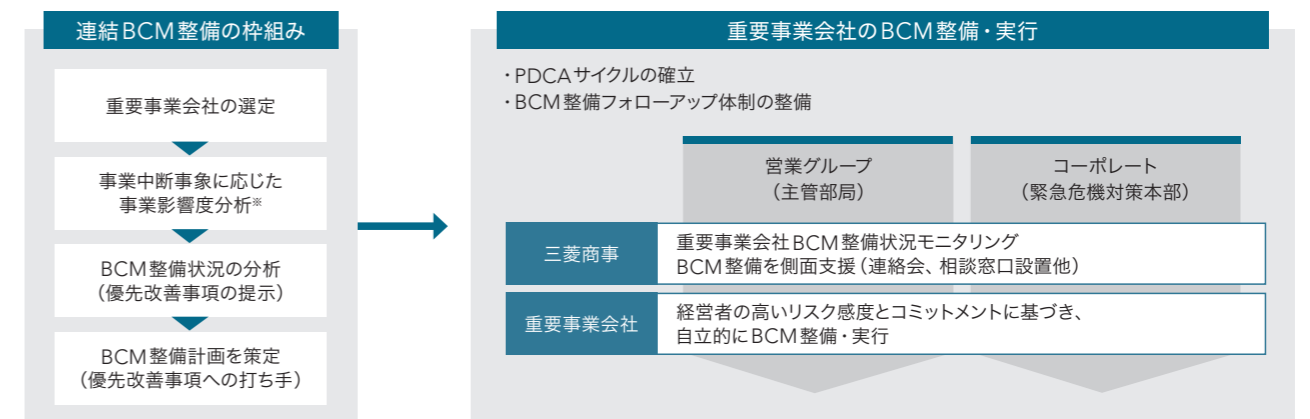 連結BCM整備の枠組み
重要事業会社の選定
事業中断事象に応じた
事業影響度分析※
BCM整備状況の分析
（優先改善事項の提示）
BCM整備計画を策定
（優先改善事項への打ち手）
重要事業会社のBCM整備・実行
・PDCAサイクルの確立
・BCM整備フォローアップ体制の整備
営業グループ
（主管部局）
コーポレート
（緊急危機対策本部）
三菱商事
重要事業会社BCM整備状況モニタリング
BCM整備を側面支援（連絡会、相談窓口設置他）
重要事業会社
経営者の高いリスク感度とコミットメントに基づき、
自立的にBCM整備・実行